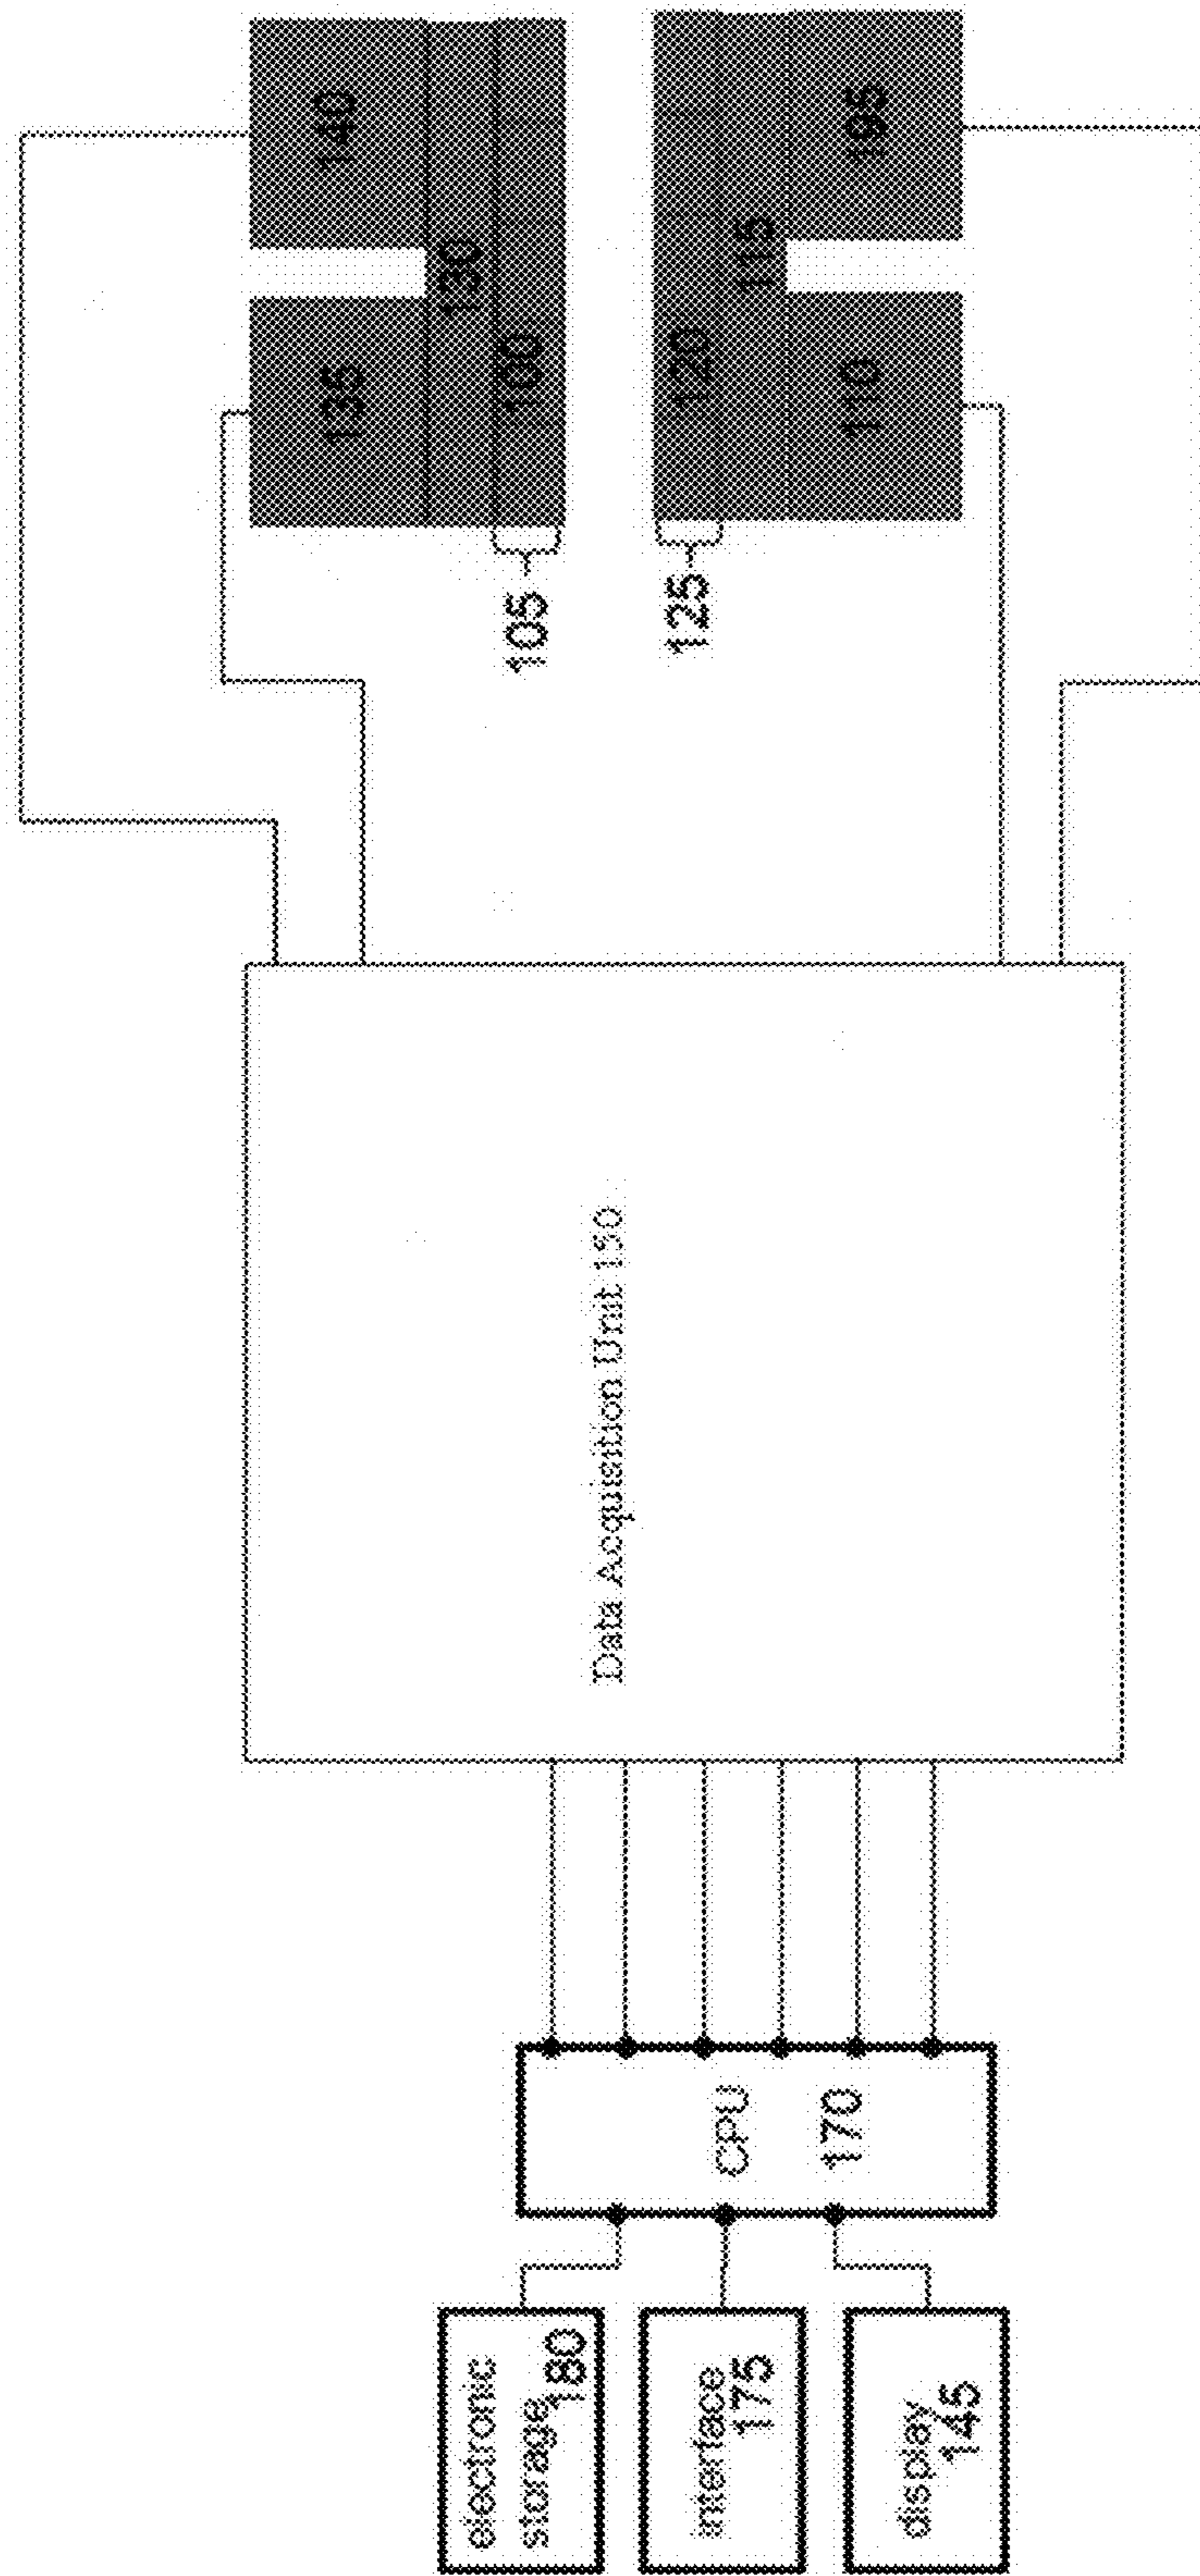 electronic
storage
180
interface
175
display
145
CPU
170
Data Acquisition Unit 150
105
125
135
140
130
100
120
115
110
195